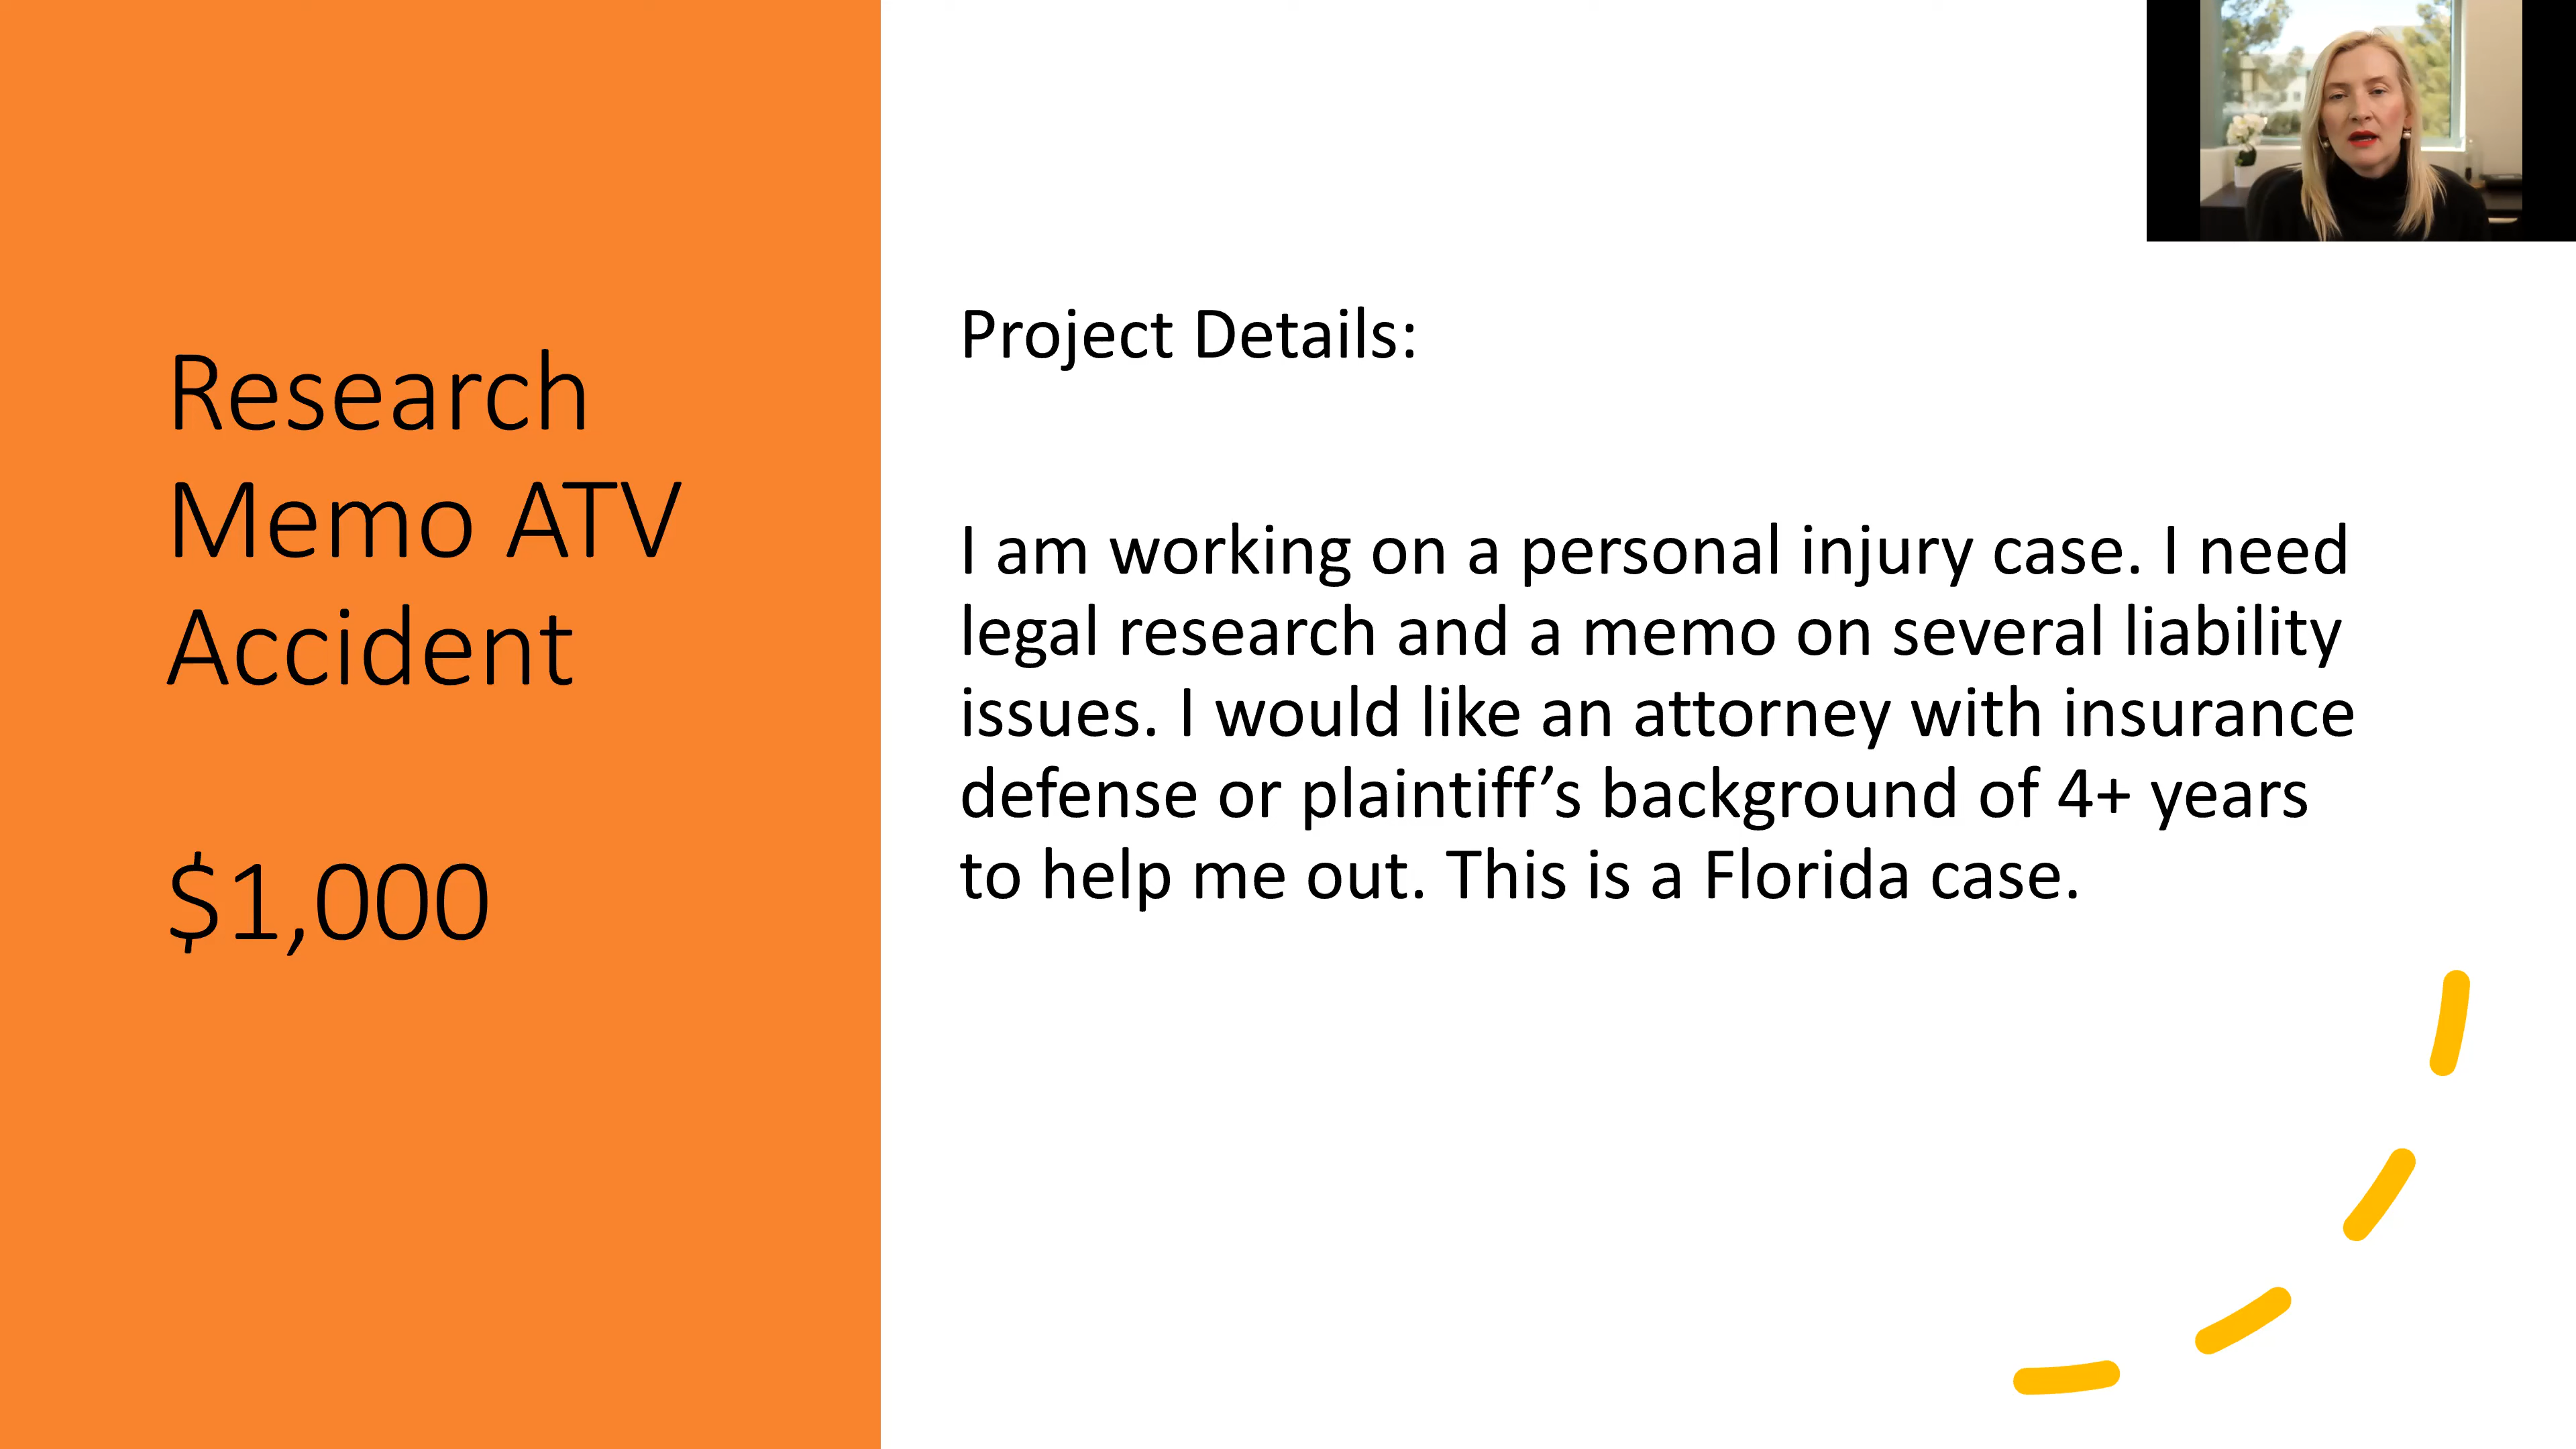 Research
Memo ATV
Accident
$1,000
Project Details:
I am working on a personal injury case. I need
legal research and a memo on several liability
issues. I would like an attorney with insurance
defense or plaintiff’s background of 4+ years
to help me out. This is a Florida case.